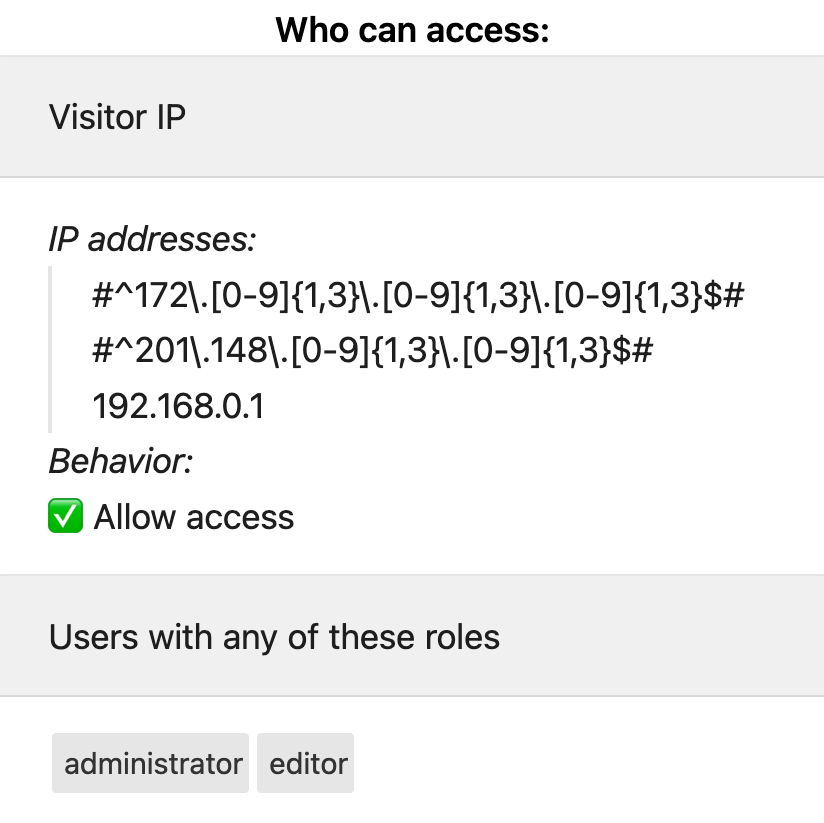 Who can access:
Visitor IP
IP addresses:
#^172\.[0-9]{1,3}\.[0-9]{1,3}\.[0-9]{1,3}$#
#^201\.148\.[0-9]{1,3}\.[0-9]{1,3}$#
192.168.0.1
Behavior:
✅ Allow access
Users with any of these roles
administrator editor